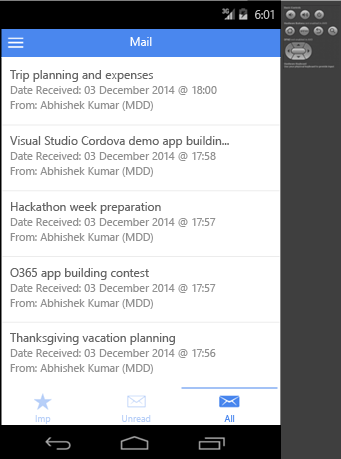 3G 6:01
Mail
Trip planning and expenses
Date Received: 03 December 2014 @ 18:00
From: Abhishek Kumar (MDD)
Visual Studio Cordova demo app buildin...
Date Received: 03 December 2014 @ 17:58
From: Abhishek Kumar (MDD)
Hackathon week preparation
Date Received: 03 December 2014 @ 17:57
From: Abhishek Kumar (MDD)
O365 app building contest
Date Received: 03 December 2014 @ 17:57
From: Abhishek Kumar (MDD)
Thanksgiving vacation planning
Date Received: 03 December 2014 @ 17:56
From: Abhishek Kumar (MDD)
Imp Unread All